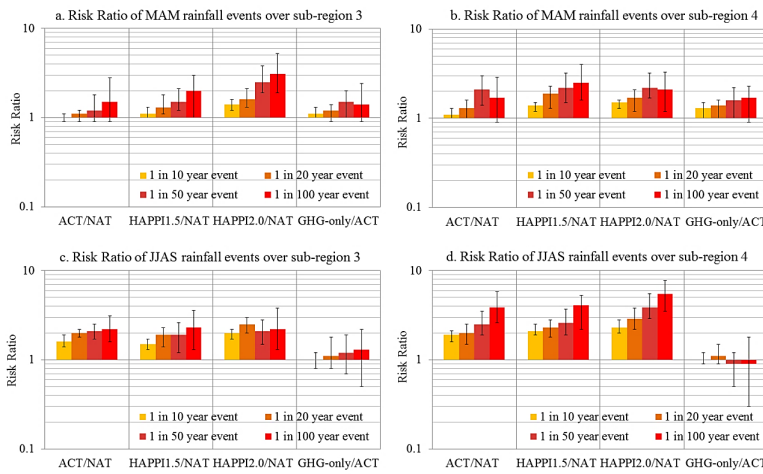 a. Risk Ratio of MAM rainfall events over sub-region 3
10
1
0.1
Risk Ratio
1 in 10 year event
1 in 20 year event
1 in 50 year event
1 in 100 year event
ACT/NAT HAPPI1.5/NAT HAPPI2.0/NAT GHG-only/ACT
b. Risk Ratio of MAM rainfall events over sub-region 4
10
1
0.1
Risk Ratio
1 in 10 year event
1 in 20 year event
1 in 50 year event
1 in 100 year event
ACT/NAT HAPPI1.5/NAT HAPPI2.0/NAT GHG-only/ACT
c. Risk Ratio of JJAS rainfall events over sub-region 3
10
1
0.1
Risk Ratio
1 in 10 year event
1 in 20 year event
1 in 50 year event
1 in 100 year event
ACT/NAT HAPPI1.5/NAT HAPPI2.0/NAT GHG-only/ACT
d. Risk Ratio of JJAS rainfall events over sub-region 4
10
1
0.1
Risk Ratio
1 in 10 year event
1 in 20 year event
1 in 50 year event
1 in 100 year event
ACT/NAT HAPPI1.5/NAT HAPPI2.0/NAT GHG-only/ACT